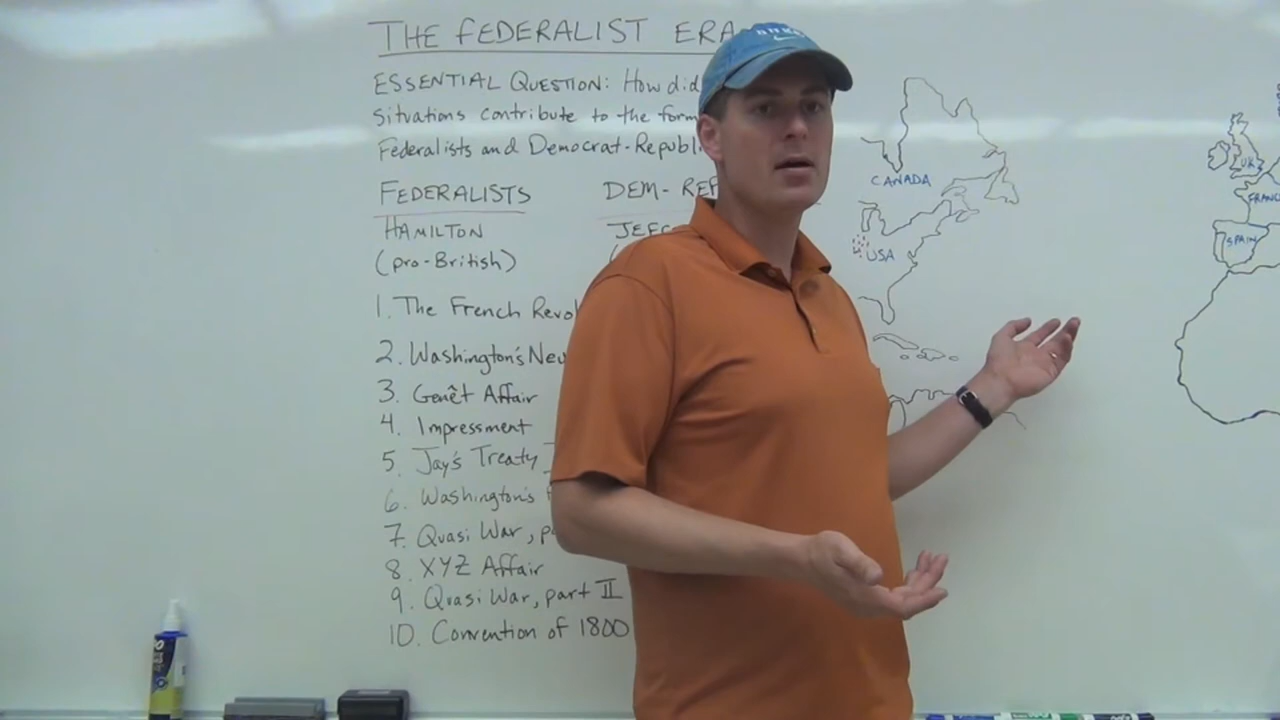 THE FEDERALIST ERA
ESSENTIAL QUESTION: How did
situations contribute to the form
Federalists and Democrat-Republi
FEDERALISTS DEM-REP
HAMILTON JEFF
(pro-British) (
1. The French Revol
2. Washington's Neu
3. Genêt Affair
4. Impressment
5. Jay's Treaty
6. Washington's
7. Quasi War, p
8. XYZ Affair
9. Quasi War, part II
10. Convention of 1800
CANADA
USA
UK
FRANC
SPAIN